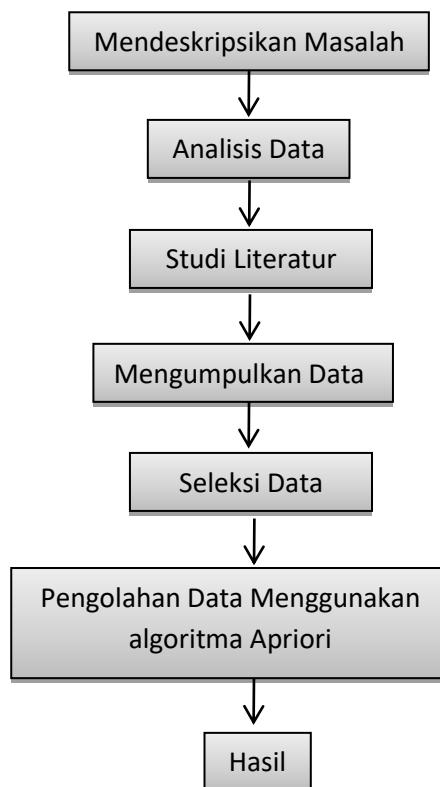 Mendeskripsikan Masalah
Analisis Data
Studi Literatur
Mengumpulkan Data
Seleksi Data
Pengolahan Data Menggunakan
algoritma Apriori
Hasil